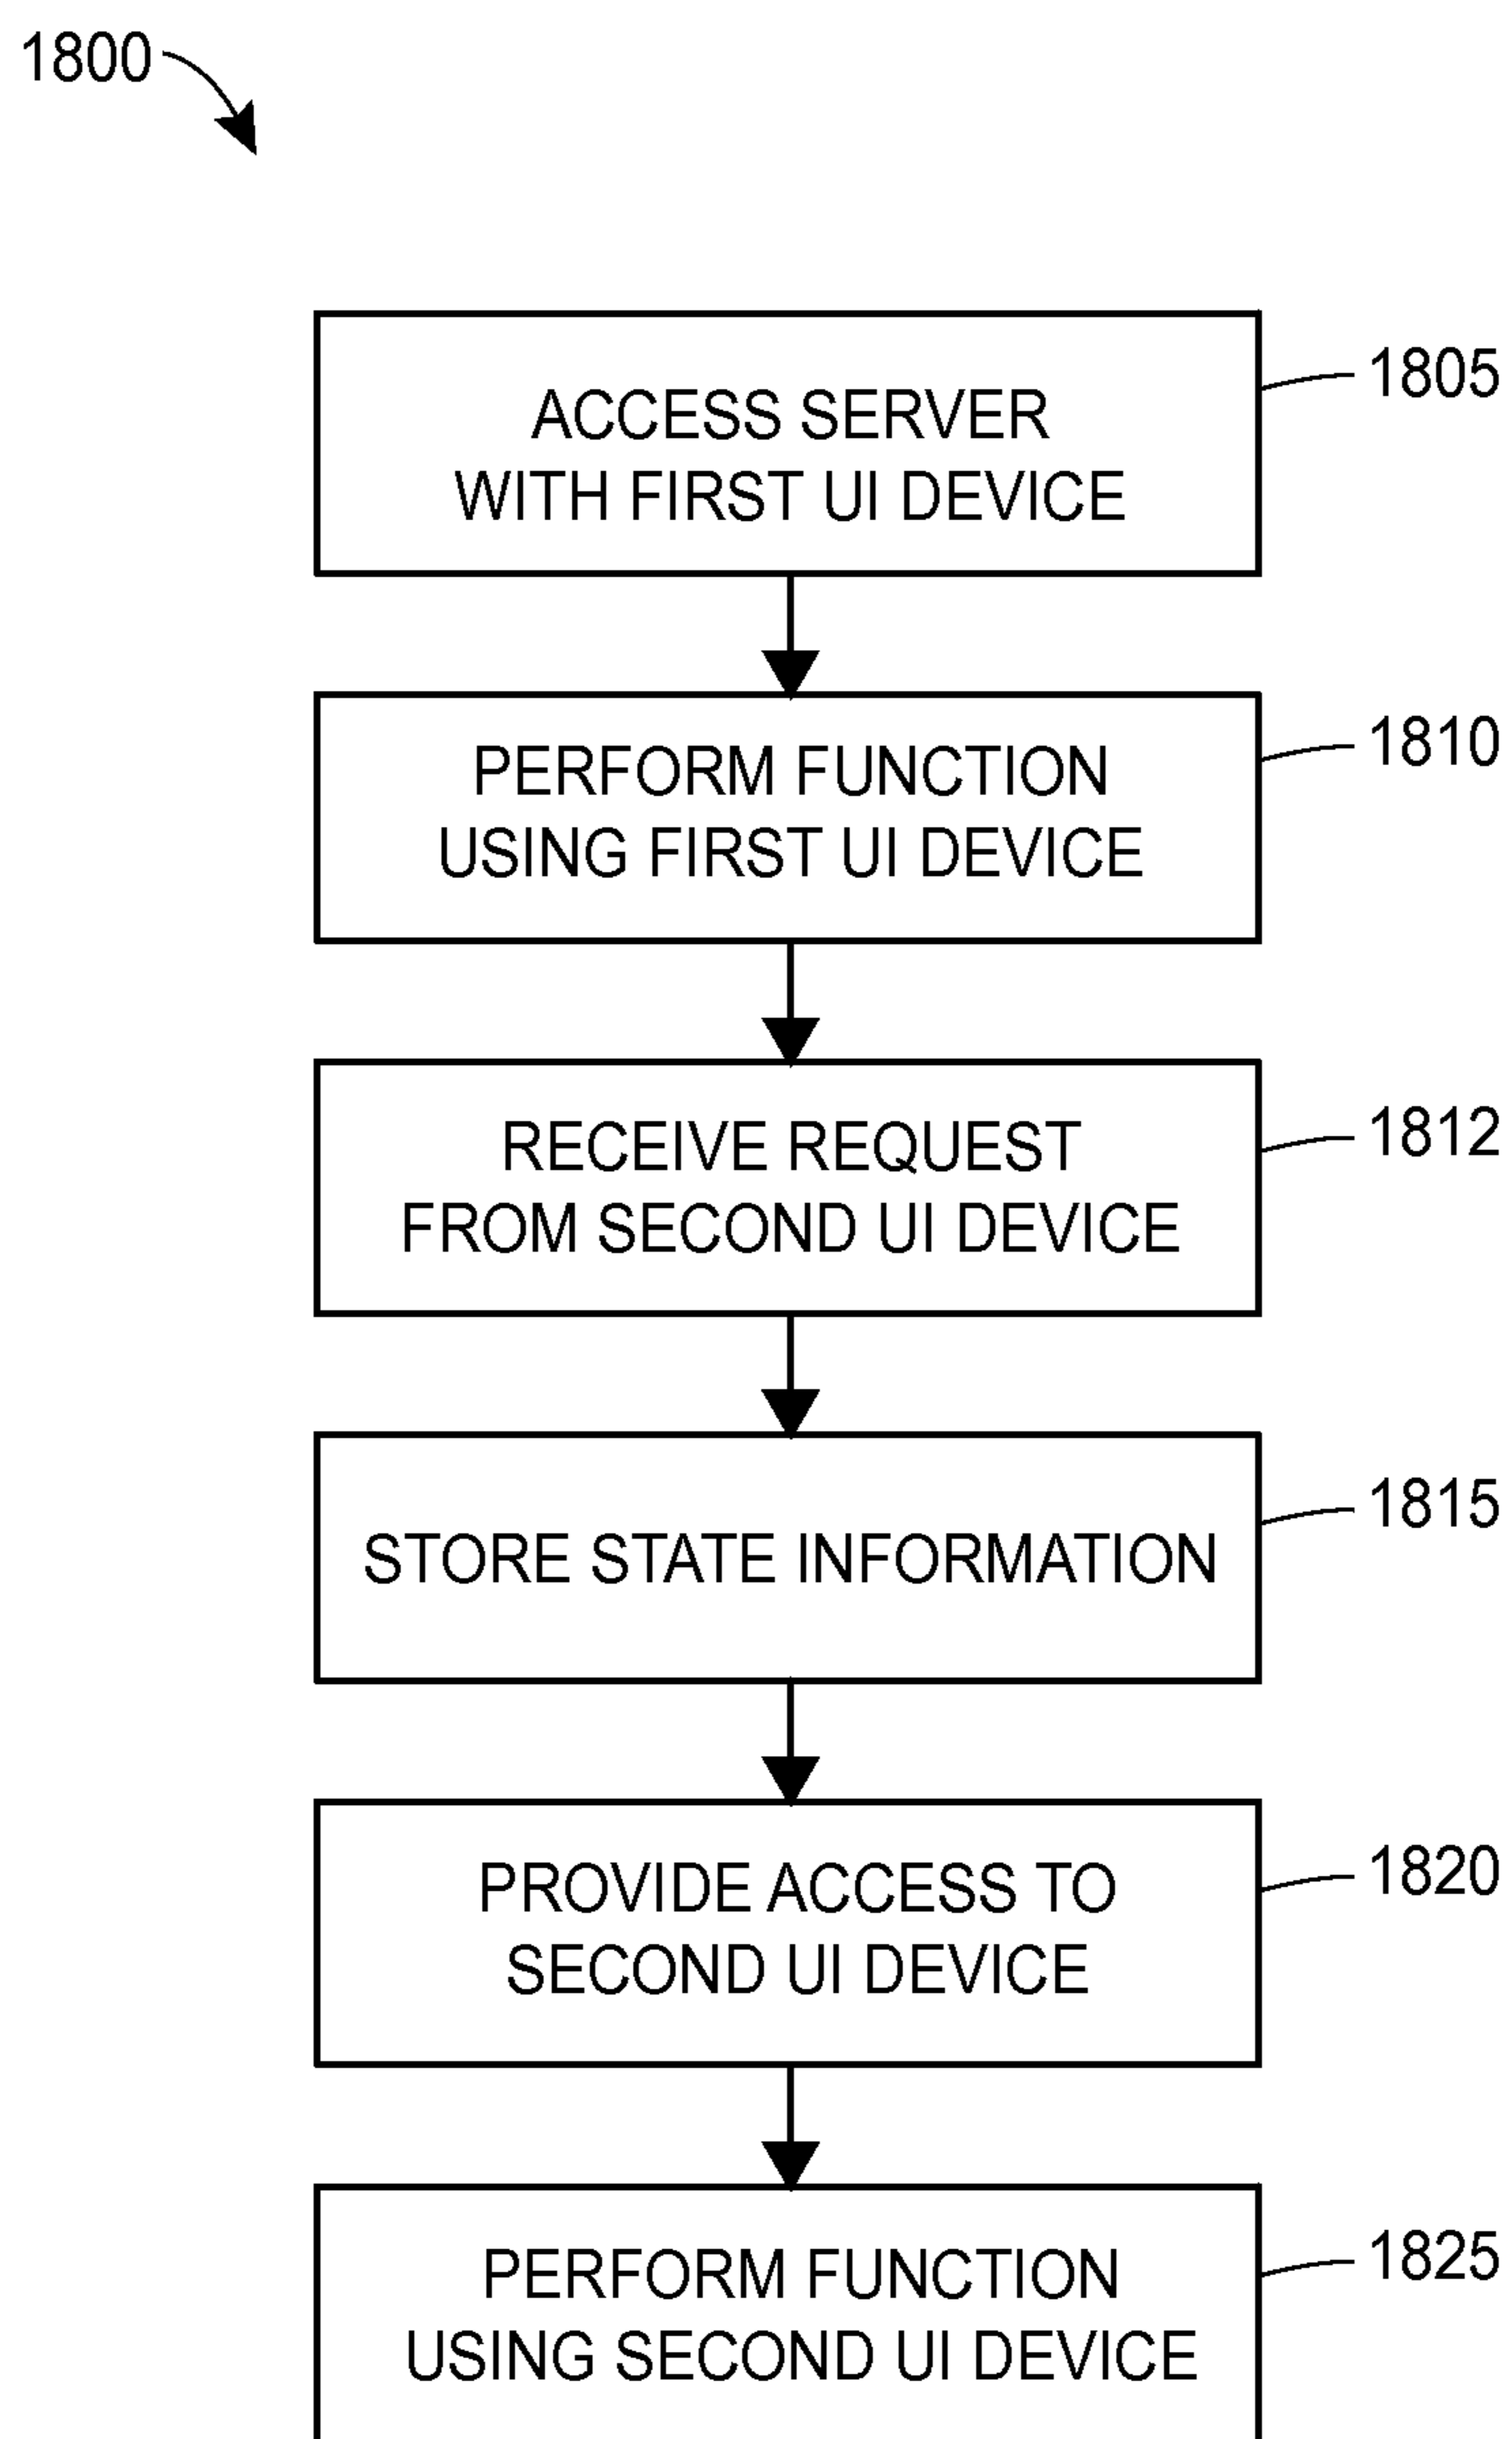 1800
ACCESS SERVER
WITH FIRST UI DEVICE
1805
PERFORM FUNCTION
USING FIRST UI DEVICE
1810
RECEIVE REQUEST
FROM SECOND UI DEVICE
1812
STORE STATE INFORMATION
1815
PROVIDE ACCESS TO
SECOND UI DEVICE
1820
PERFORM FUNCTION
USING SECOND UI DEVICE
1825